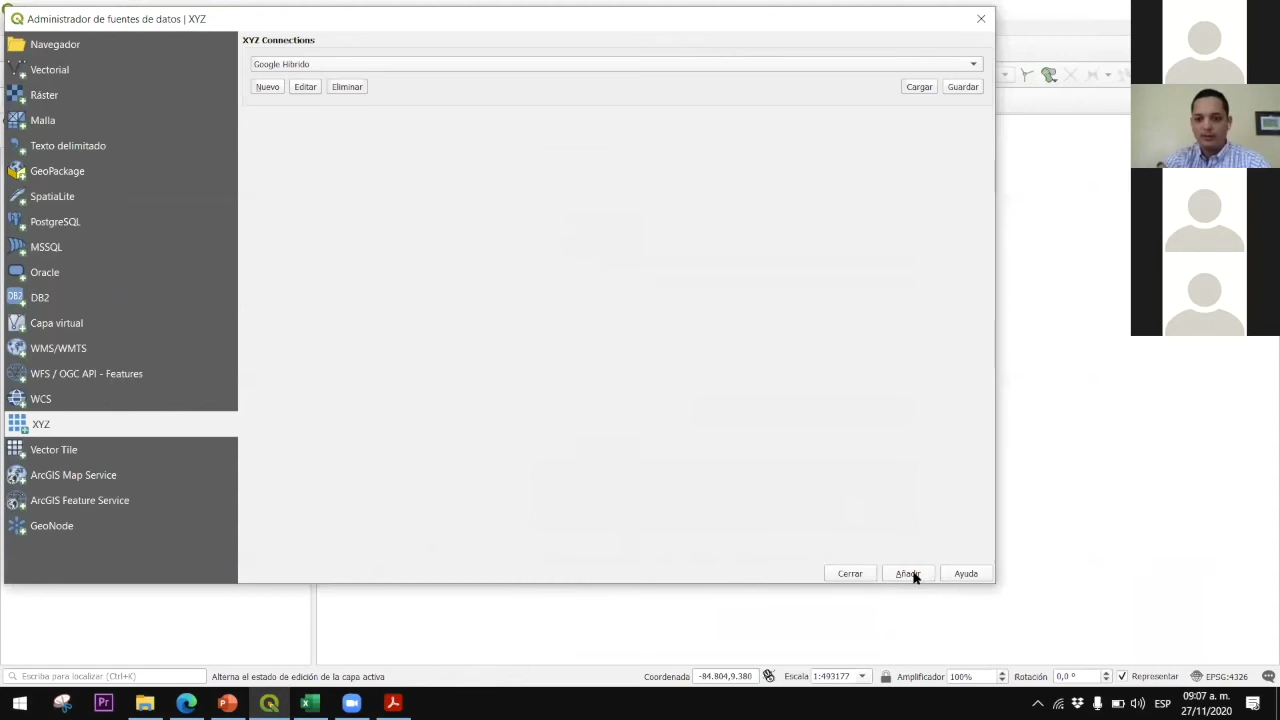 Administrador de fuentes de datos | XYZ
Navegador
Vectorial
Ráster
Malla
Texto delimitado
GeoPackage
SpatiaLite
PostgreSQL
MSSQL
Oracle
DB2
DB2
Capa virtual
WMS/WMTS
WFS / OGC API - Features
WCS
XYZ
Vector Tile
ArcGIS Map Service
ArcGIS Feature Service
GeoNode
XYZ Connections
Google Hibrido
Nuevo
Editar
Eliminar
Cargar
Guardar
Cerrar
Añadir
Ayuda
Escriba para localizar (Ctrl+K)
Alterna el estado de edición de la capa activa
Coordenada -84.804,9.380
Escala 1:493177
Amplificador 100%
Rotación 0,0 °
Representar
EPSG:4326
Pr
ESP
09:07 a. m.
27/11/2020